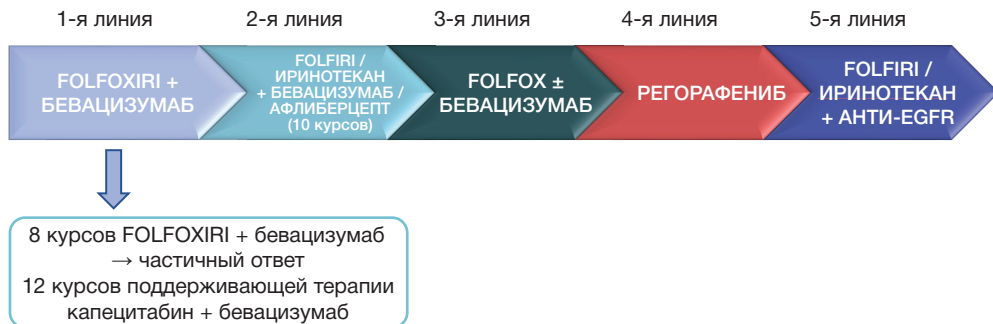 1-я линия
2-я линия
3-я линия
4-я линия
5-я линия
FOLFOXIRI +
БЕВАЦИЗУМАБ
FOLFIRI /
ИРИНОТЕКАН
+ БЕВАЦИЗУМАБ /
АФЛИБЕРЦЕПТ
(10 курсов)
FOLFOX ±
БЕВАЦИЗУМАБ
РЕГОРАФЕНИБ
FOLFIRI /
ИРИНОТЕКАН
+ АНТИ-EGFR
8 курсов FOLFOXIRI + бевацизумаб
→ частичный ответ
12 курсов поддерживающей терапии
капецитабин + бевацизумаб